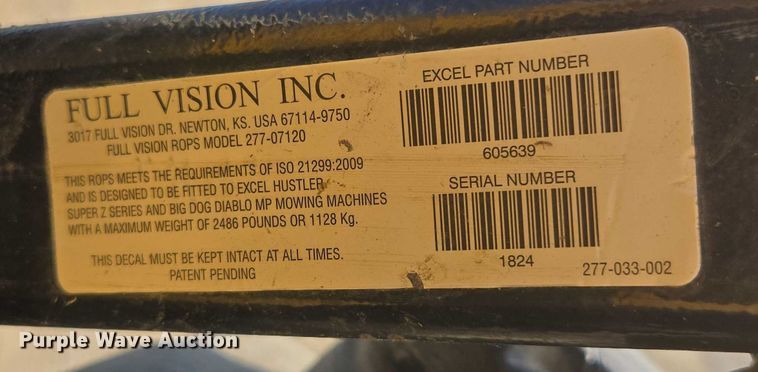 FULL VISION INC.
3017 FULL VISION DR. NEWTON, KS. USA 67114-9750
FULL VISION ROPS MODEL 277-07120
THIS ROPS MEETS THE REQUIREMENTS OF ISO 21299:2009
AND IS DESIGNED TO BE FITTED TO EXCEL HUSTLER
SUPER Z SERIES AND BIG DOG DIABLO MP MOWING MACHINES
WITH A MAXIMUM WEIGHT OF 2486 POUNDS OR 1128 Kg.
THIS DECAL MUST BE KEPT INTACT AT ALL TIMES.
PATENT PENDING
EXCEL PART NUMBER
605639
SERIAL NUMBER
1824
277-033-002
Purple Wave Auction